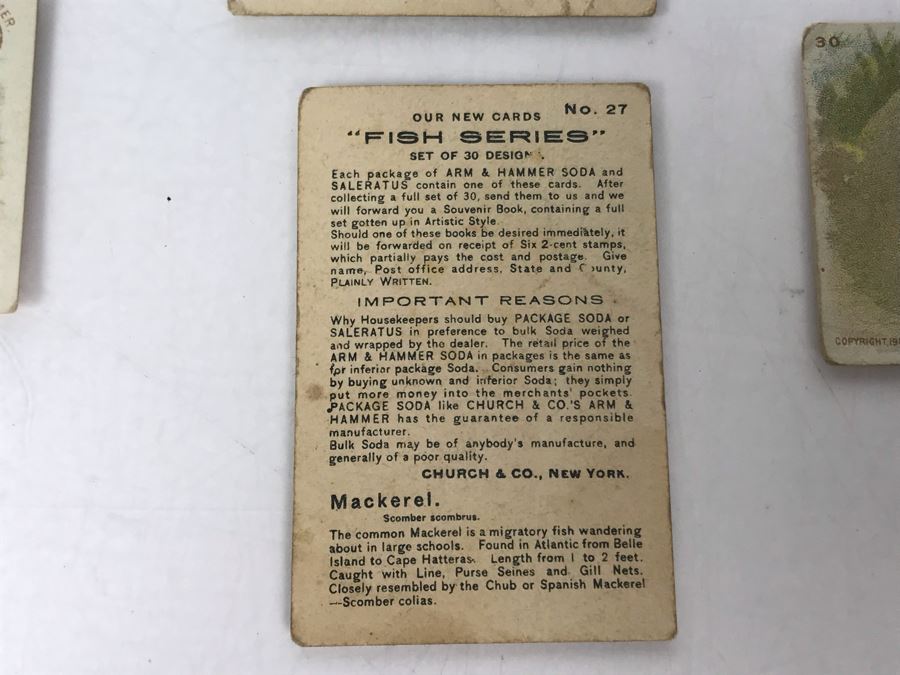 No. 27
OUR NEW CARDS
"FISH SERIES"
SET OF 30 DESIGN .
Each package of ARM & HAMMER SODA and
SALERATUS contain one of these cards. After
collecting a full set of 30, send them to us and we
will forward you a Souvenir Book, containing a full
set gotten up in Artistic Style.
Should one of these books be desired immediately, it
will be forwarded on receipt of Six 2-cent stamps,
which partially pays the cost and postage. Give
name, Post office address, State and County,
PLAINLY WRITTEN.
IMPORTANT REASONS
Why Housekeepers should buy PACKAGE SODA or
SALERATUS in preference to bulk Soda weighed
and wrapped by the dealer. The retail price of the
ARM & HAMMER SODA in packages is the same as
for inferior package Soda. Consumers gain nothing
by buying unknown and inferior Soda; they simply
put more money into the merchants' pockets.
PACKAGE SODA like CHURCH & CO.'S ARM &
HAMMER has the guarantee of a responsible
manufacturer.
Bulk Soda may be of anybody's manufacture, and
generally of a poor quality.
CHURCH & CO., NEW YORK.
Mackerel.
Scomber scombrus.
The common Mackerel is a migratory fish wandering
about in large schools. Found in Atlantic from Belle
Island to Cape Hatteras. Length from 1 to 2 feet.
Caught with Line, Purse Seines and Gill Nets.
Closely resembled by the Chub or Spanish Mackerel
—Scomber colias.
30
COPYRIGHT, 19